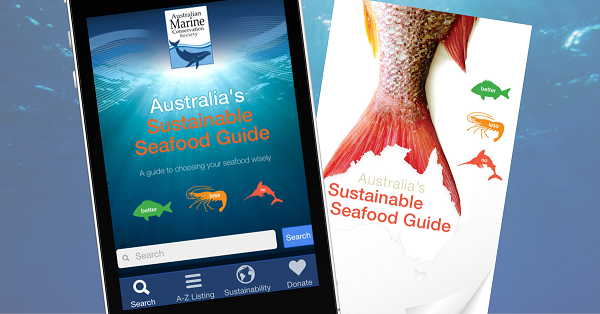 Australian
Marine
Conservation
Society
Australia's
Sustainable
Seafood Guide
A guide to choosing your seafood wisely
better
less
no
Search
Search
Search
A-Z Listing
Sustainability
Donate
better
less
no
Australia's
Sustainable
Seafood Guide